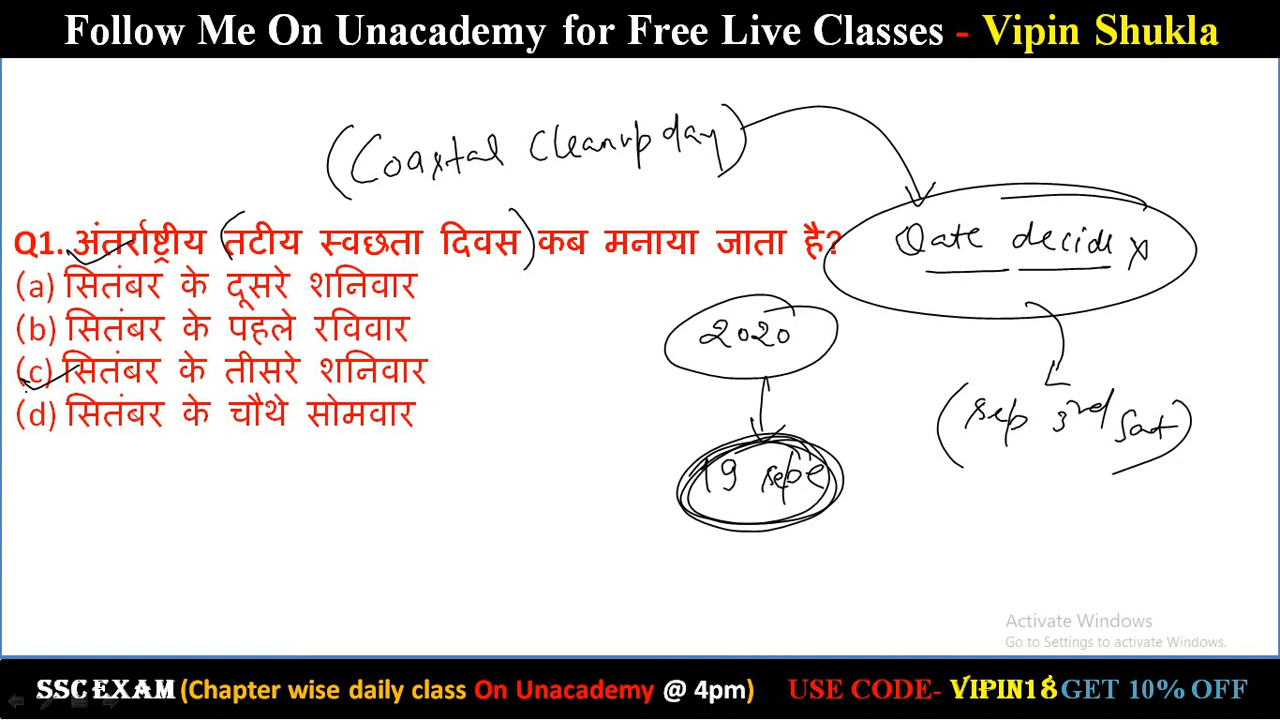 Follow Me On Unacademy for Free Live Classes - Vipin Shukla
(Coastal Cleanup day)
Q1. अंतर्राष्ट्रीय (तटीय स्वछता दिवस) कब मनाया जाता है?
Date decide x
(a) सितंबर के दूसरे शनिवार
(b) सितंबर के पहले रविवार
2020
(c) सितंबर के तीसरे शनिवार
(d) सितंबर के चौथे सोमवार
(sep 3rd Sat)
19 sep
Activate Windows
Go to Settings to activate Windows.
SSC EXAM (Chapter wise daily class On Unacademy @ 4pm) USE CODE- VIPIN18 GET 10% OFF